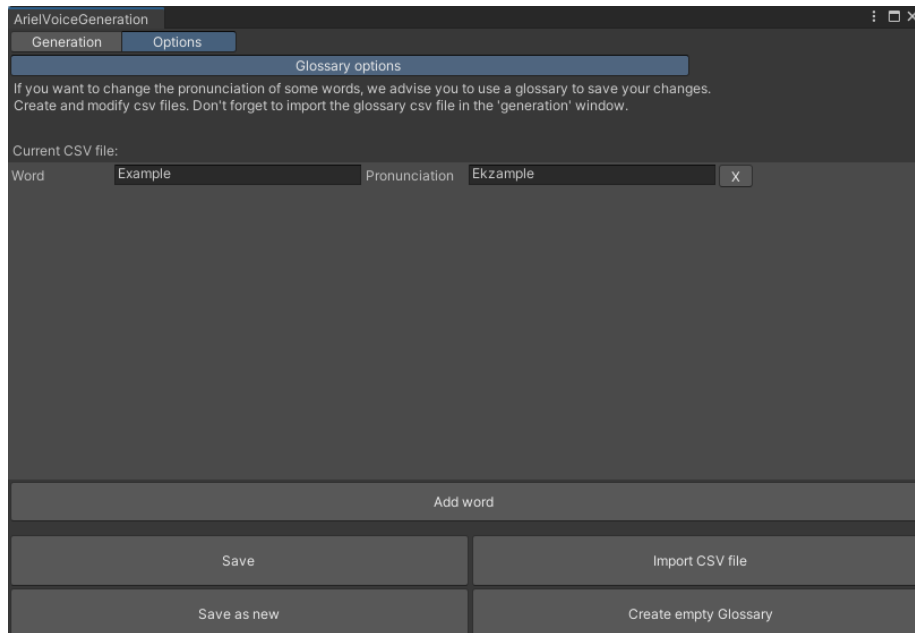 ArielVoiceGeneration
Generation Options
Glossary options
If you want to change the pronunciation of some words, we advise you to use a glossary to save your changes.
Create and modify csv files. Don't forget to import the glossary csv file in the 'generation' window.
Current CSV file:
Word Example Pronunciation Ekzample X
Add word
Save Import CSV file
Save as new Create empty Glossary